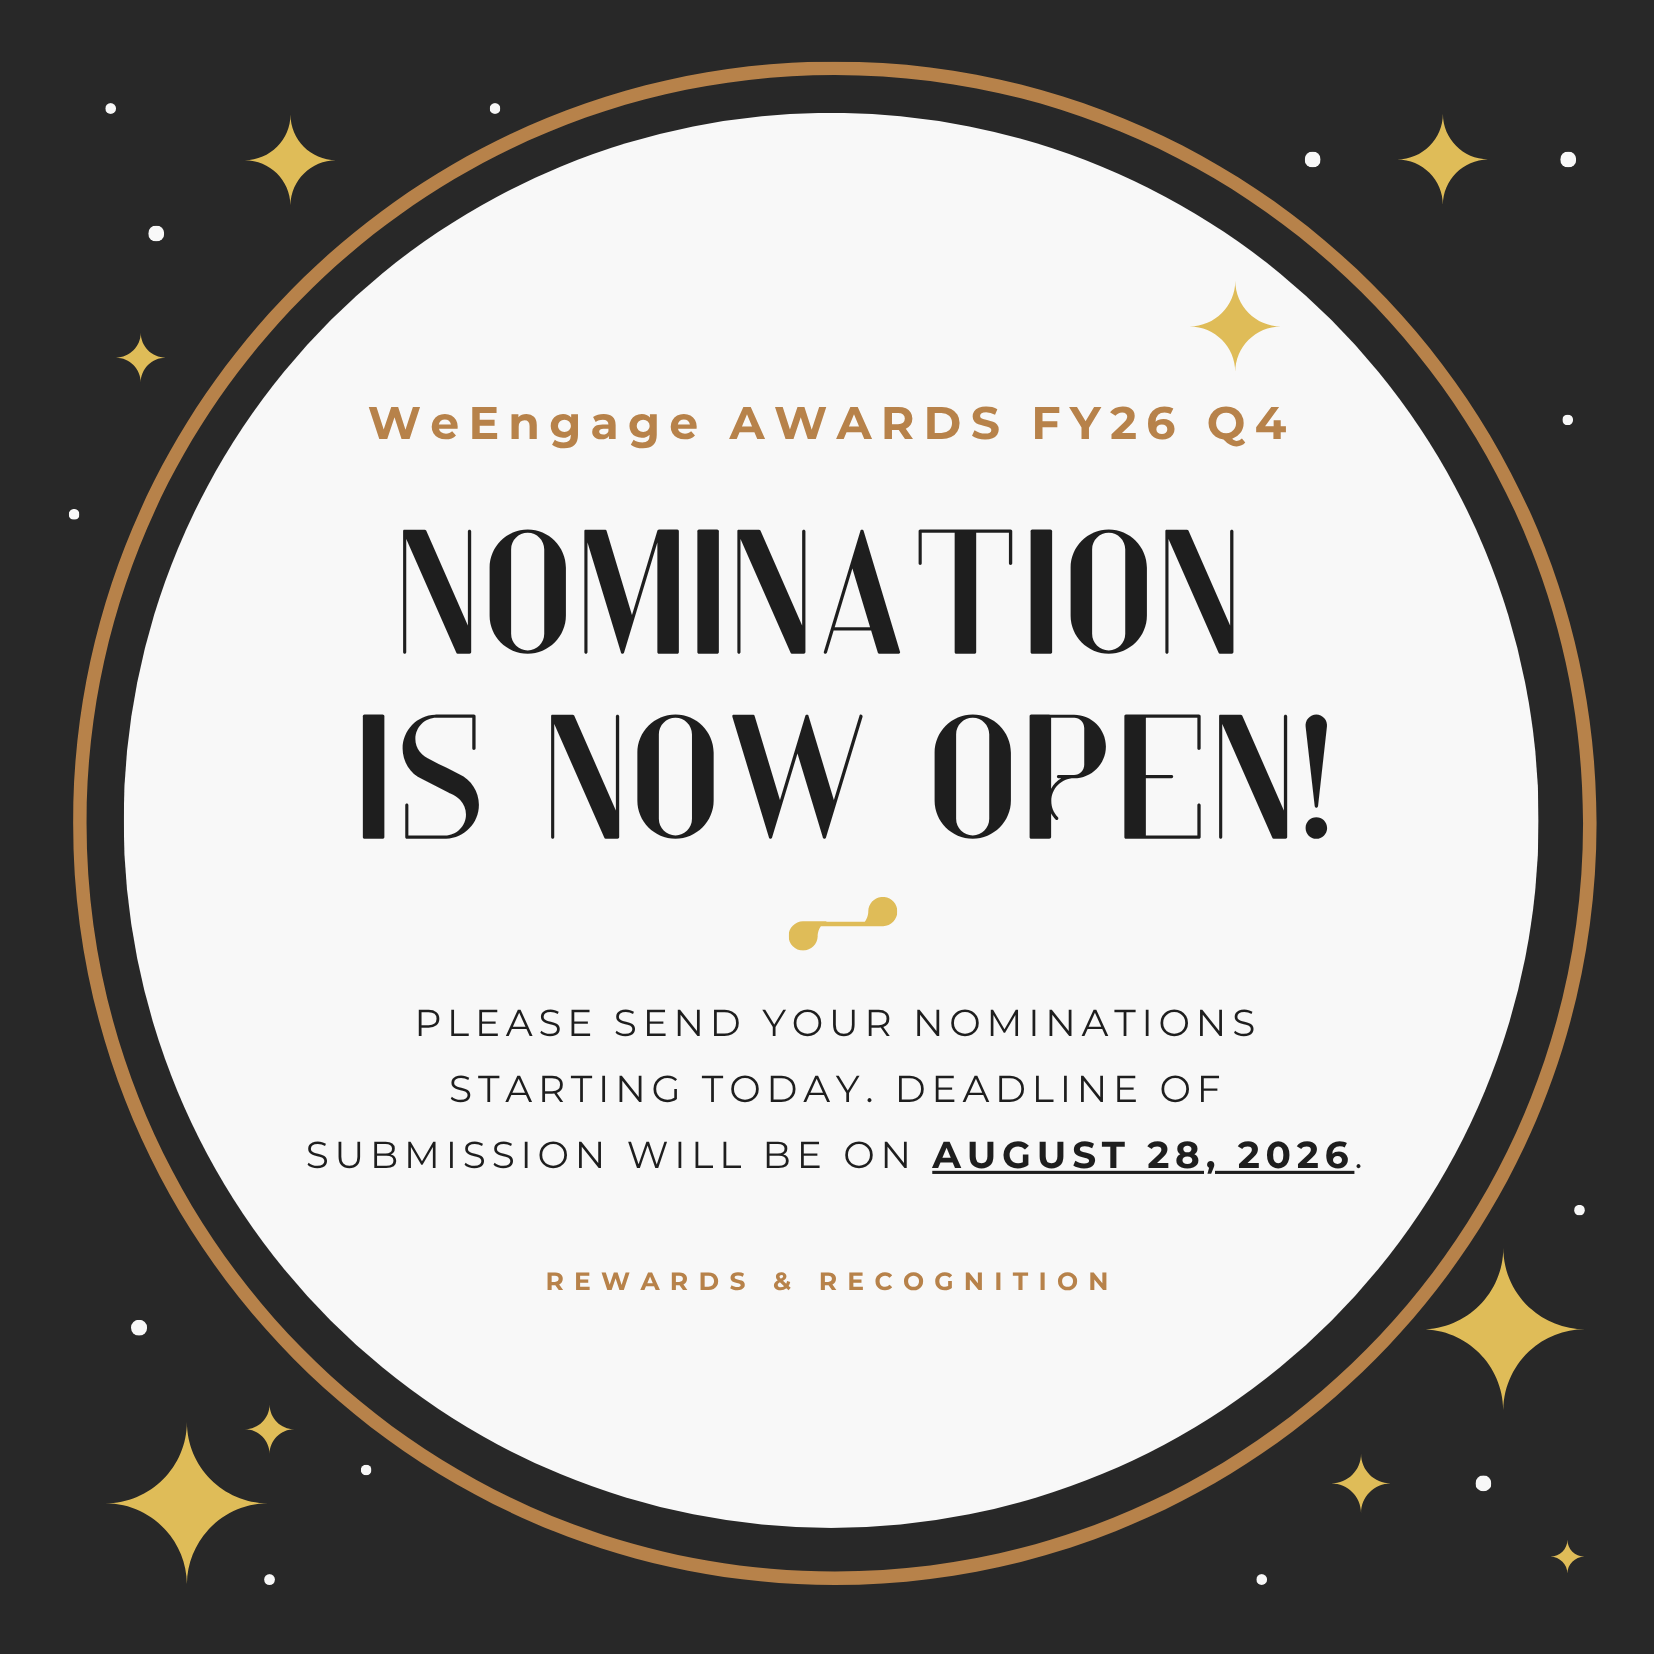 WeEngage AWARDS FY26 Q4
NOMINATION
IS NOW OPEN!
PLEASE SEND YOUR NOMINATIONS
STARTING TODAY. DEADLINE OF
SUBMISSION WILL BE ON AUGUST 28, 2026.
REWARDS & RECOGNITION